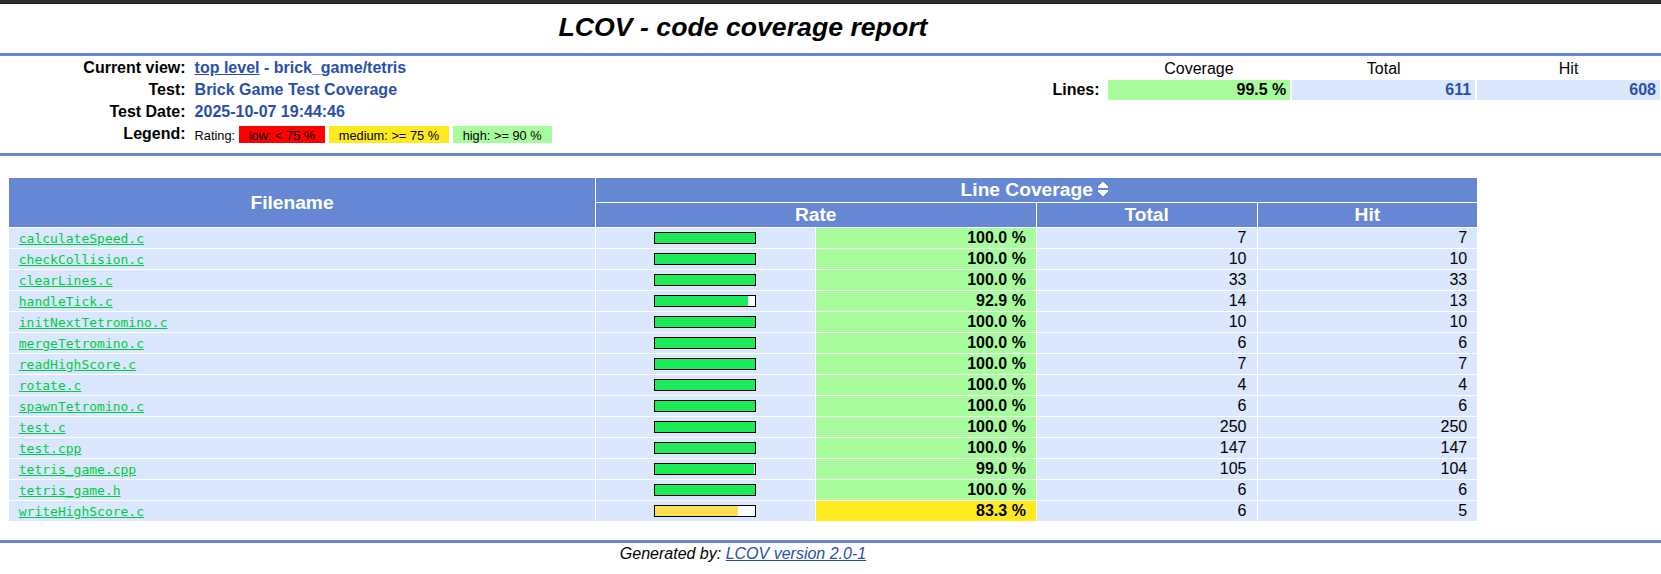 LCOV - code coverage report
Current view: top level - brick_game/tetris Coverage Total Hit
Test: Brick Game Test Coverage Lines: 99.5 % 611 608
Test Date: 2025-10-07 19:44:46
Legend: Rating: low: < 75 % medium: >= 75 % high: >= 90 %
Filename Line Coverage
Rate Total Hit
calculateSpeed.c 100.0 % 7 7
checkCollision.c 100.0 % 10 10
clearLines.c 100.0 % 33 33
handleTick.c 92.9 % 14 13
initNextTetromino.c 100.0 % 10 10
mergeTetromino.c 100.0 % 6 6
readHighScore.c 100.0 % 7 7
rotate.c 100.0 % 4 4
spawnTetromino.c 100.0 % 6 6
test.c 100.0 % 250 250
test.cpp 100.0 % 147 147
tetris_game.cpp 99.0 % 105 104
tetris_game.h 100.0 % 6 6
writeHighScore.c 83.3 % 6 5
Generated by: LCOV version 2.0-1